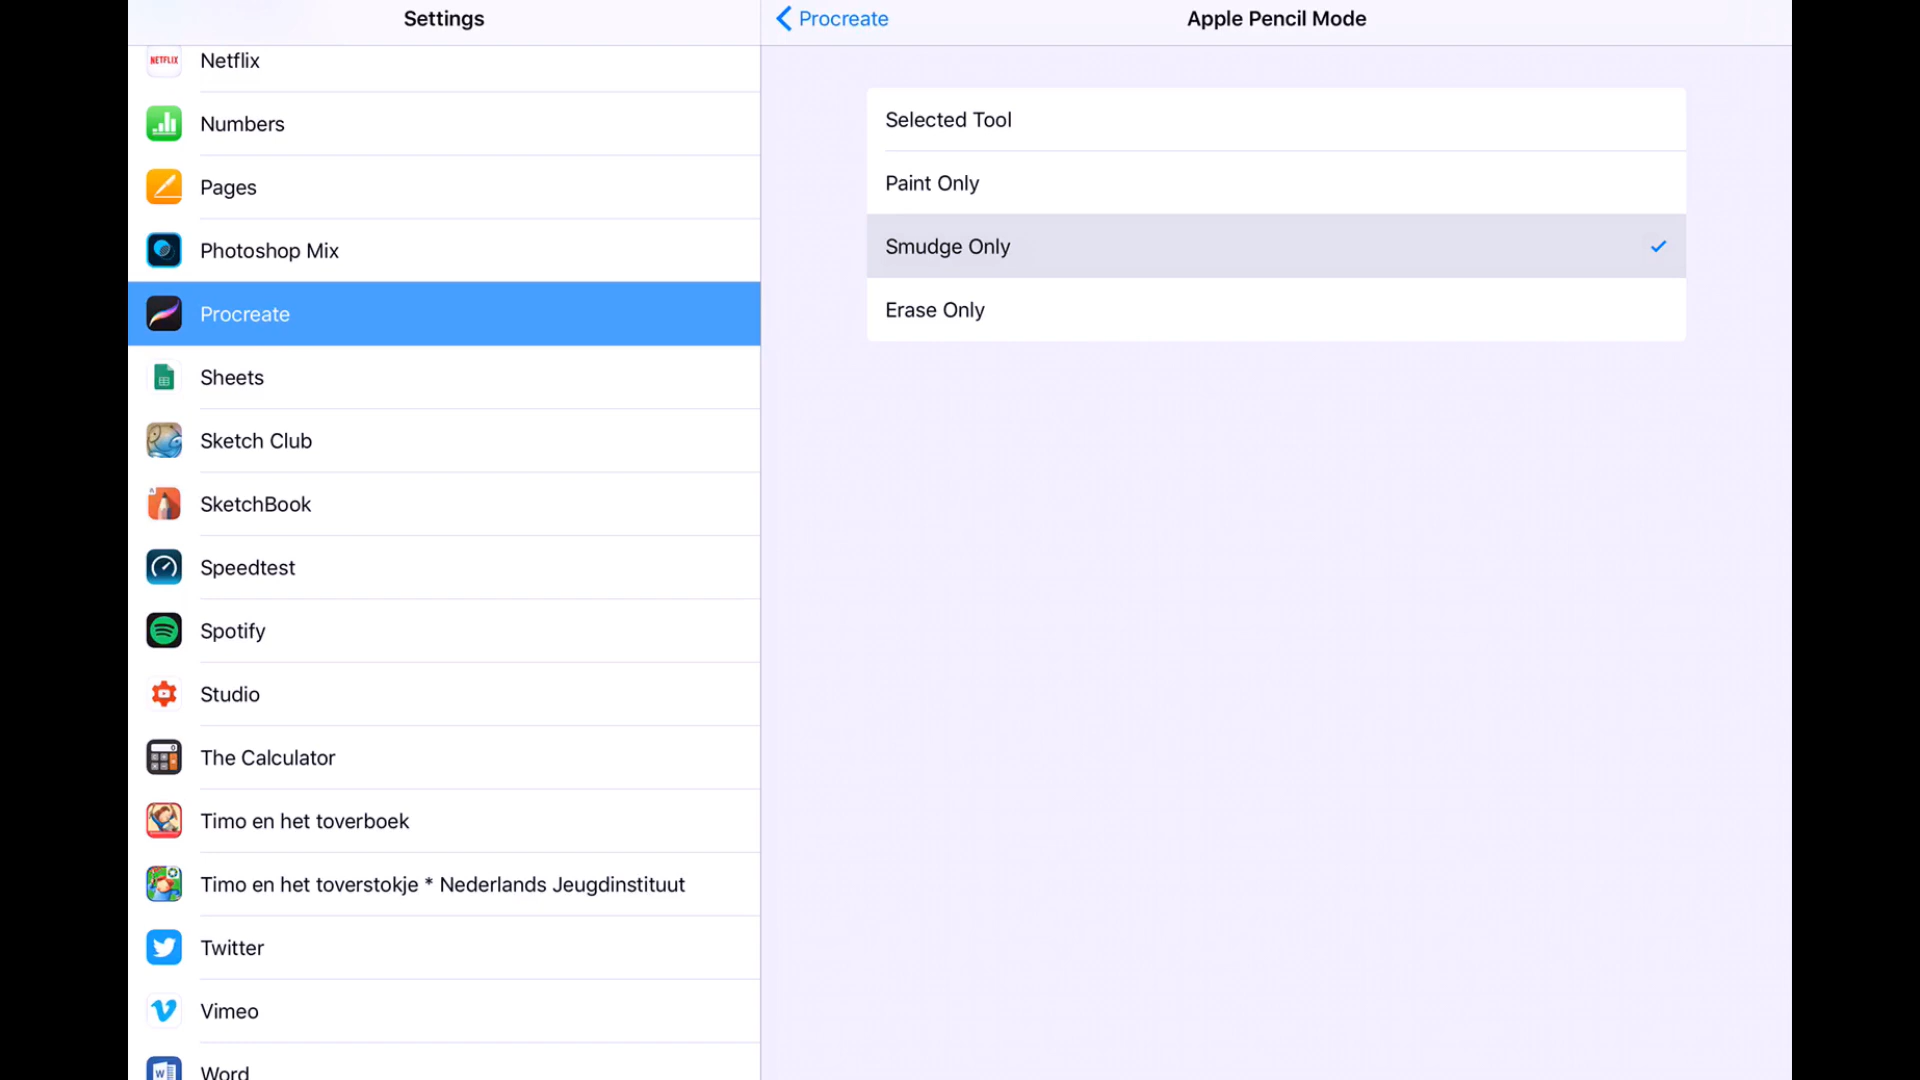 Settings
NETFLIX Netflix
Numbers
Pages
Photoshop Mix
Procreate
Sheets
Sketch Club
SketchBook
Speedtest
Spotify
Studio
The Calculator
Timo en het toverboek
Timo en het toverstokje * Nederlands Jeugdinstituut
Twitter
Vimeo
W Word
Procreate
Apple Pencil Mode
Selected Tool
Paint Only
Smudge Only
Erase Only